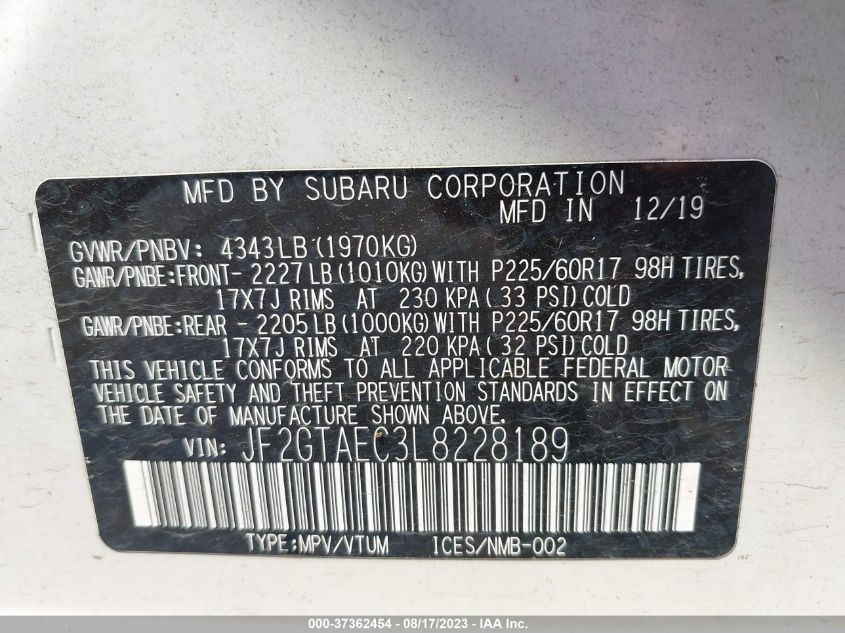 MFD BY SUBARU CORPORATION
MFD IN 12/19
GVWR/PNBV: 4343LB (1970KG)
GAWR/PNBE:FRONT- 2227LB(1010KG)WITH P225/60R17 98H TIRES,
17X7J RIMS AT 230 KPA( 33 PSI)COLD
GAWR/PNBE:REAR - 2205LB(1000KG)WITH P225/60R17 98H TIRES,
17X7J RIMS AT 220 KPA( 32 PSI)COLD
THIS VEHICLE CONFORMS TO ALL APPLICABLE FEDERAL MOTOR
VEHICLE SAFETY AND THEFT PREVENTION STANDARDS IN EFFECT ON
THE DATE OF MANUFACTURE SHOWN ABOVE.
VIN: JF2GTAEC3L8228189
TYPE:MPV/VTUM ICES/NMB-002
000-37362454 - 08/17/2023 - IAA Inc.